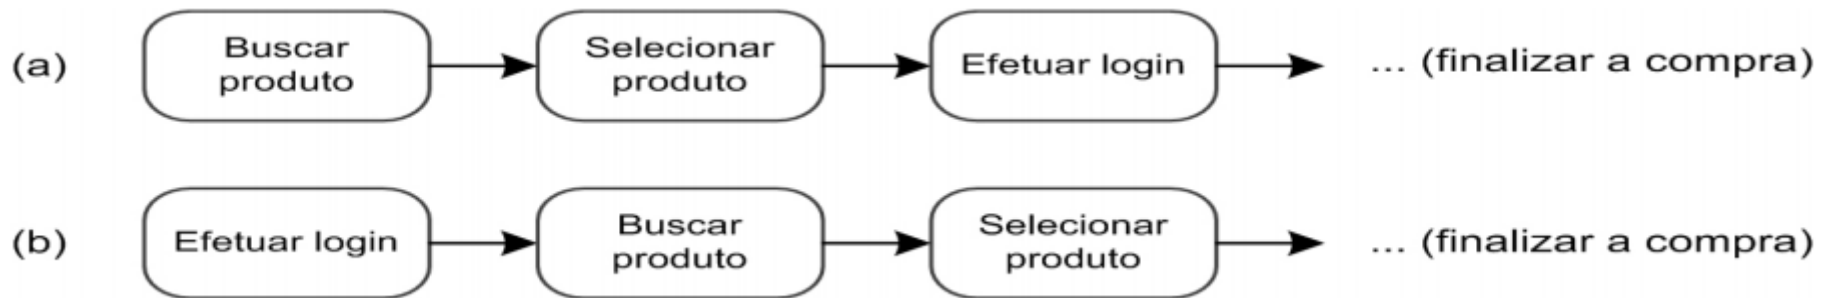 (a)
Buscar
produto
Selecionar
produto
Efetuar login
... (finalizar a compra)
(b)
Efetuar login
Buscar
produto
Selecionar
produto
... (finalizar a compra)